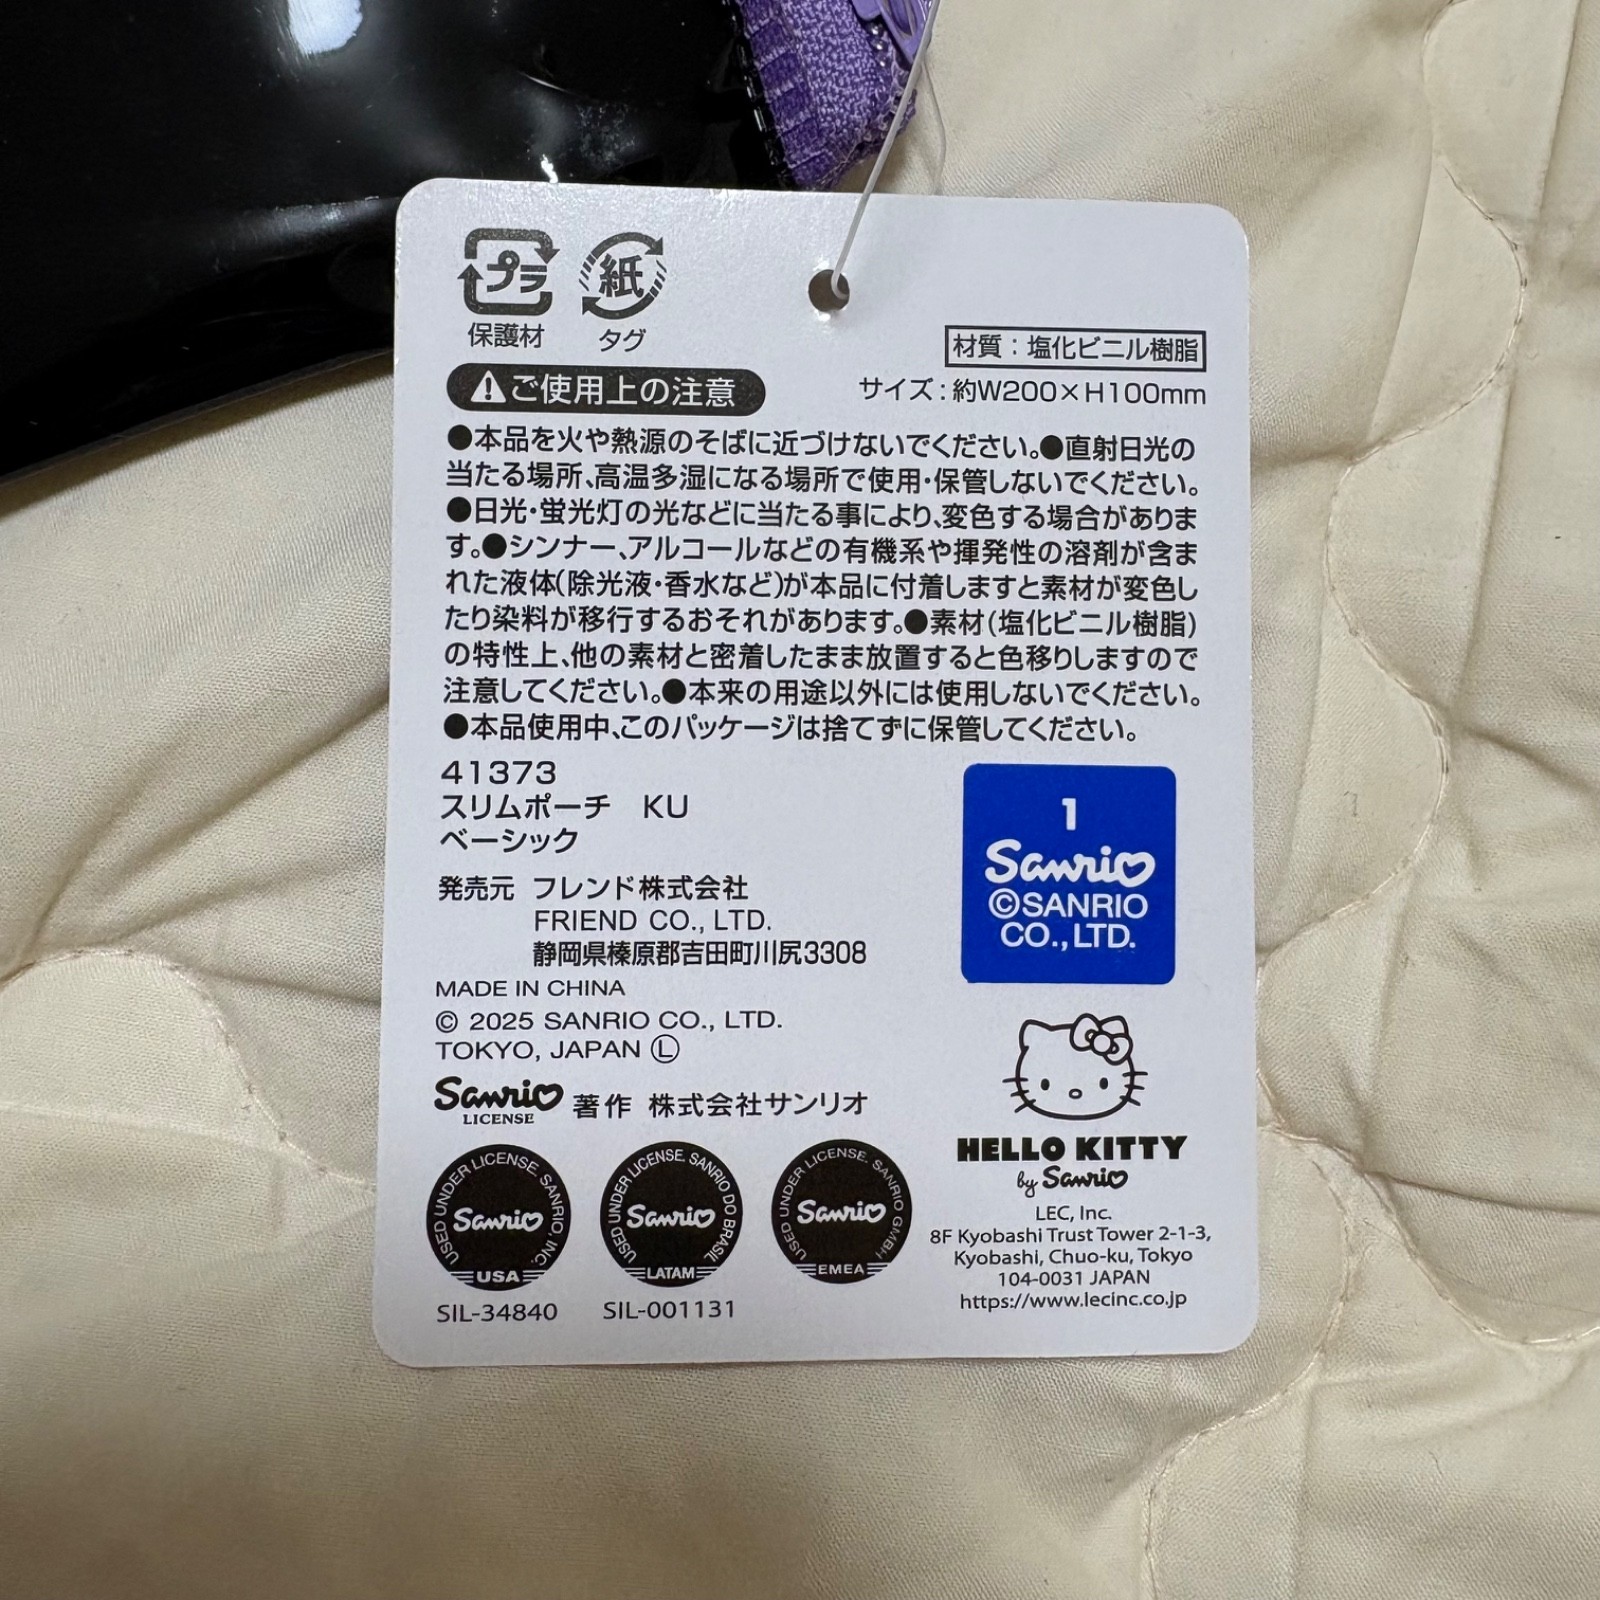 プラ 紙
保護材 タグ
材質：塩化ビニル樹脂
ご使用上の注意
サイズ：約W200×H100mm
●本品を火や熱源のそばに近づけないでください。●直射日光の
当たる場所、高温多湿になる場所で使用・保管しないでください。
●日光・蛍光灯の光などに当たる事により、変色する場合がありま
す。●シンナー、アルコールなどの有機系や揮発性の溶剤が含ま
れた液体(除光液・香水など)が本品に付着しますと素材が変色し
たり染料が移行するおそれがあります。●素材(塩化ビニル樹脂)
の特性上、他の素材と密着したまま放置すると色移りしますので
注意してください。●本来の用途以外には使用しないでください。
●本品使用中、このパッケージは捨てずに保管してください。
41373
スリムポーチ KU
ベーシック
発売元 フレンド株式会社
FRIEND CO., LTD.
静岡県榛原郡吉田町川尻3308
MADE IN CHINA
© 2025 SANRIO CO., LTD.
TOKYO, JAPAN Ⓛ
1
Sanrio
©SANRIO
CO., LTD.
Sanrio
LICENSE
著作 株式会社サンリオ
USED UNDER LICENSE. SANRIO, INC.
Sanrio
USA
SIL-34840
USED UNDER LICENSE. SANRIO DO BRASIL
Sanrio
LATAM
SIL-001131
USED UNDER LICENSE. SANRIO GMBH
Sanrio
EMEA
HELLO KITTY
by Sanrio
LEC, Inc.
8F Kyobashi Trust Tower 2-1-3,
Kyobashi, Chuo-ku, Tokyo
104-0031 JAPAN
https://www.lecinc.co.jp